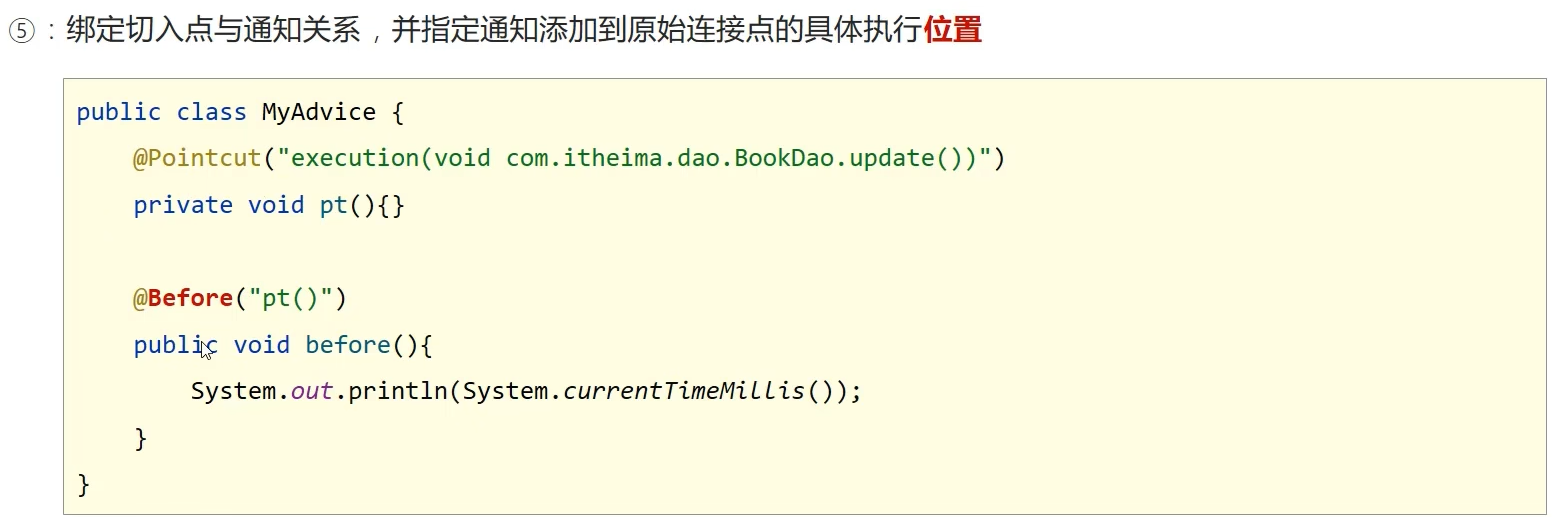 ⑤：绑定切入点与通知关系，并指定通知添加到原始连接点的具体执行位置
public class MyAdvice {
    @Pointcut("execution(void com.itheima.dao.BookDao.update())")
    private void pt(){}
    @Before("pt()")
    public void before(){
        System.out.println(System.currentTimeMillis());
    }
}